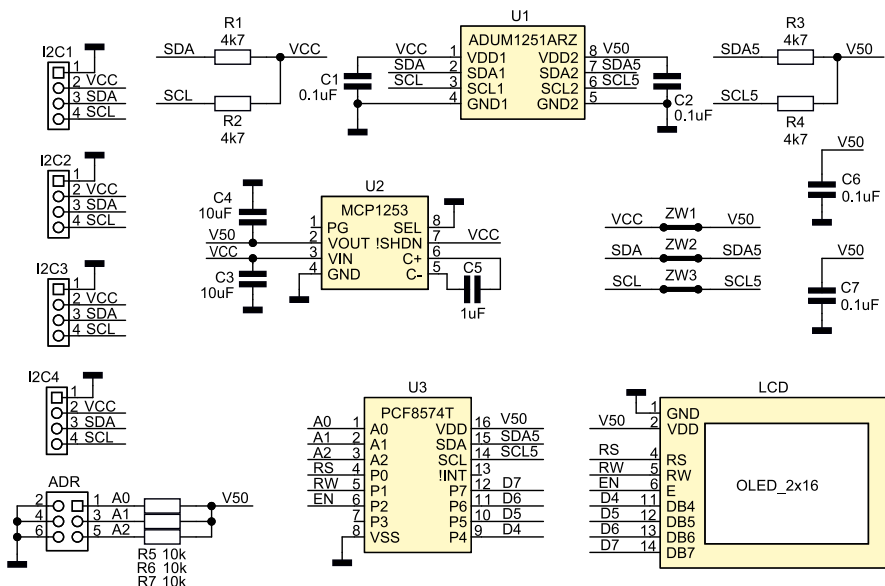 I2C1
1
2 VCC
3 SDA
4 SCL
R1
4k7
SDA
VCC
SCL
R2
4k7
U1
ADUM1251ARZ
VCC 1 VDD1 VDD2 8 V50
SDA 2 SDA1 SDA2 7 SDA5
SCL 3 SCL1 SCL2 6 SCL5
4 GND1 GND2 5
C1
0.1uF
C2
0.1uF
R3
4k7
SDA5
V50
SCL5
R4
4k7
I2C2
1
2 VCC
3 SDA
4 SCL
U2
MCP1253
C4
10uF
1 PG SEL 8
V50 2 VOUT !SHDN 7 VCC
VCC 3 VIN C+ 6
4 GND C- 5
C3
10uF
C5
1uF
VCC ZW1 V50
SDA ZW2 SDA5
SCL ZW3 SCL5
V50
C6
0.1uF
V50
C7
0.1uF
I2C3
1
2 VCC
3 SDA
4 SCL
I2C4
1
2 VCC
3 SDA
4 SCL
ADR
2 1 A0
4 3 A1
6 5 A2
V50
R5 10k
R6 10k
R7 10k
U3
PCF8574T
A0 1 A0 VDD 16 V50
A1 2 A1 SDA 15 SDA5
A2 3 A2 SCL 14 SCL5
RS 4 P0 !INT 13
RW 5 P1 P7 12 D7
EN 6 P2 P6 11 D6
7 P3 P5 10 D5
8 VSS P4 9 D4
LCD
1 GND
V50 2 VDD
RS 4 RS
RW 5 RW
EN 6 E
D4 11 DB4
D5 12 DB5
D6 13 DB6
D7 14 DB7
OLED_2x16